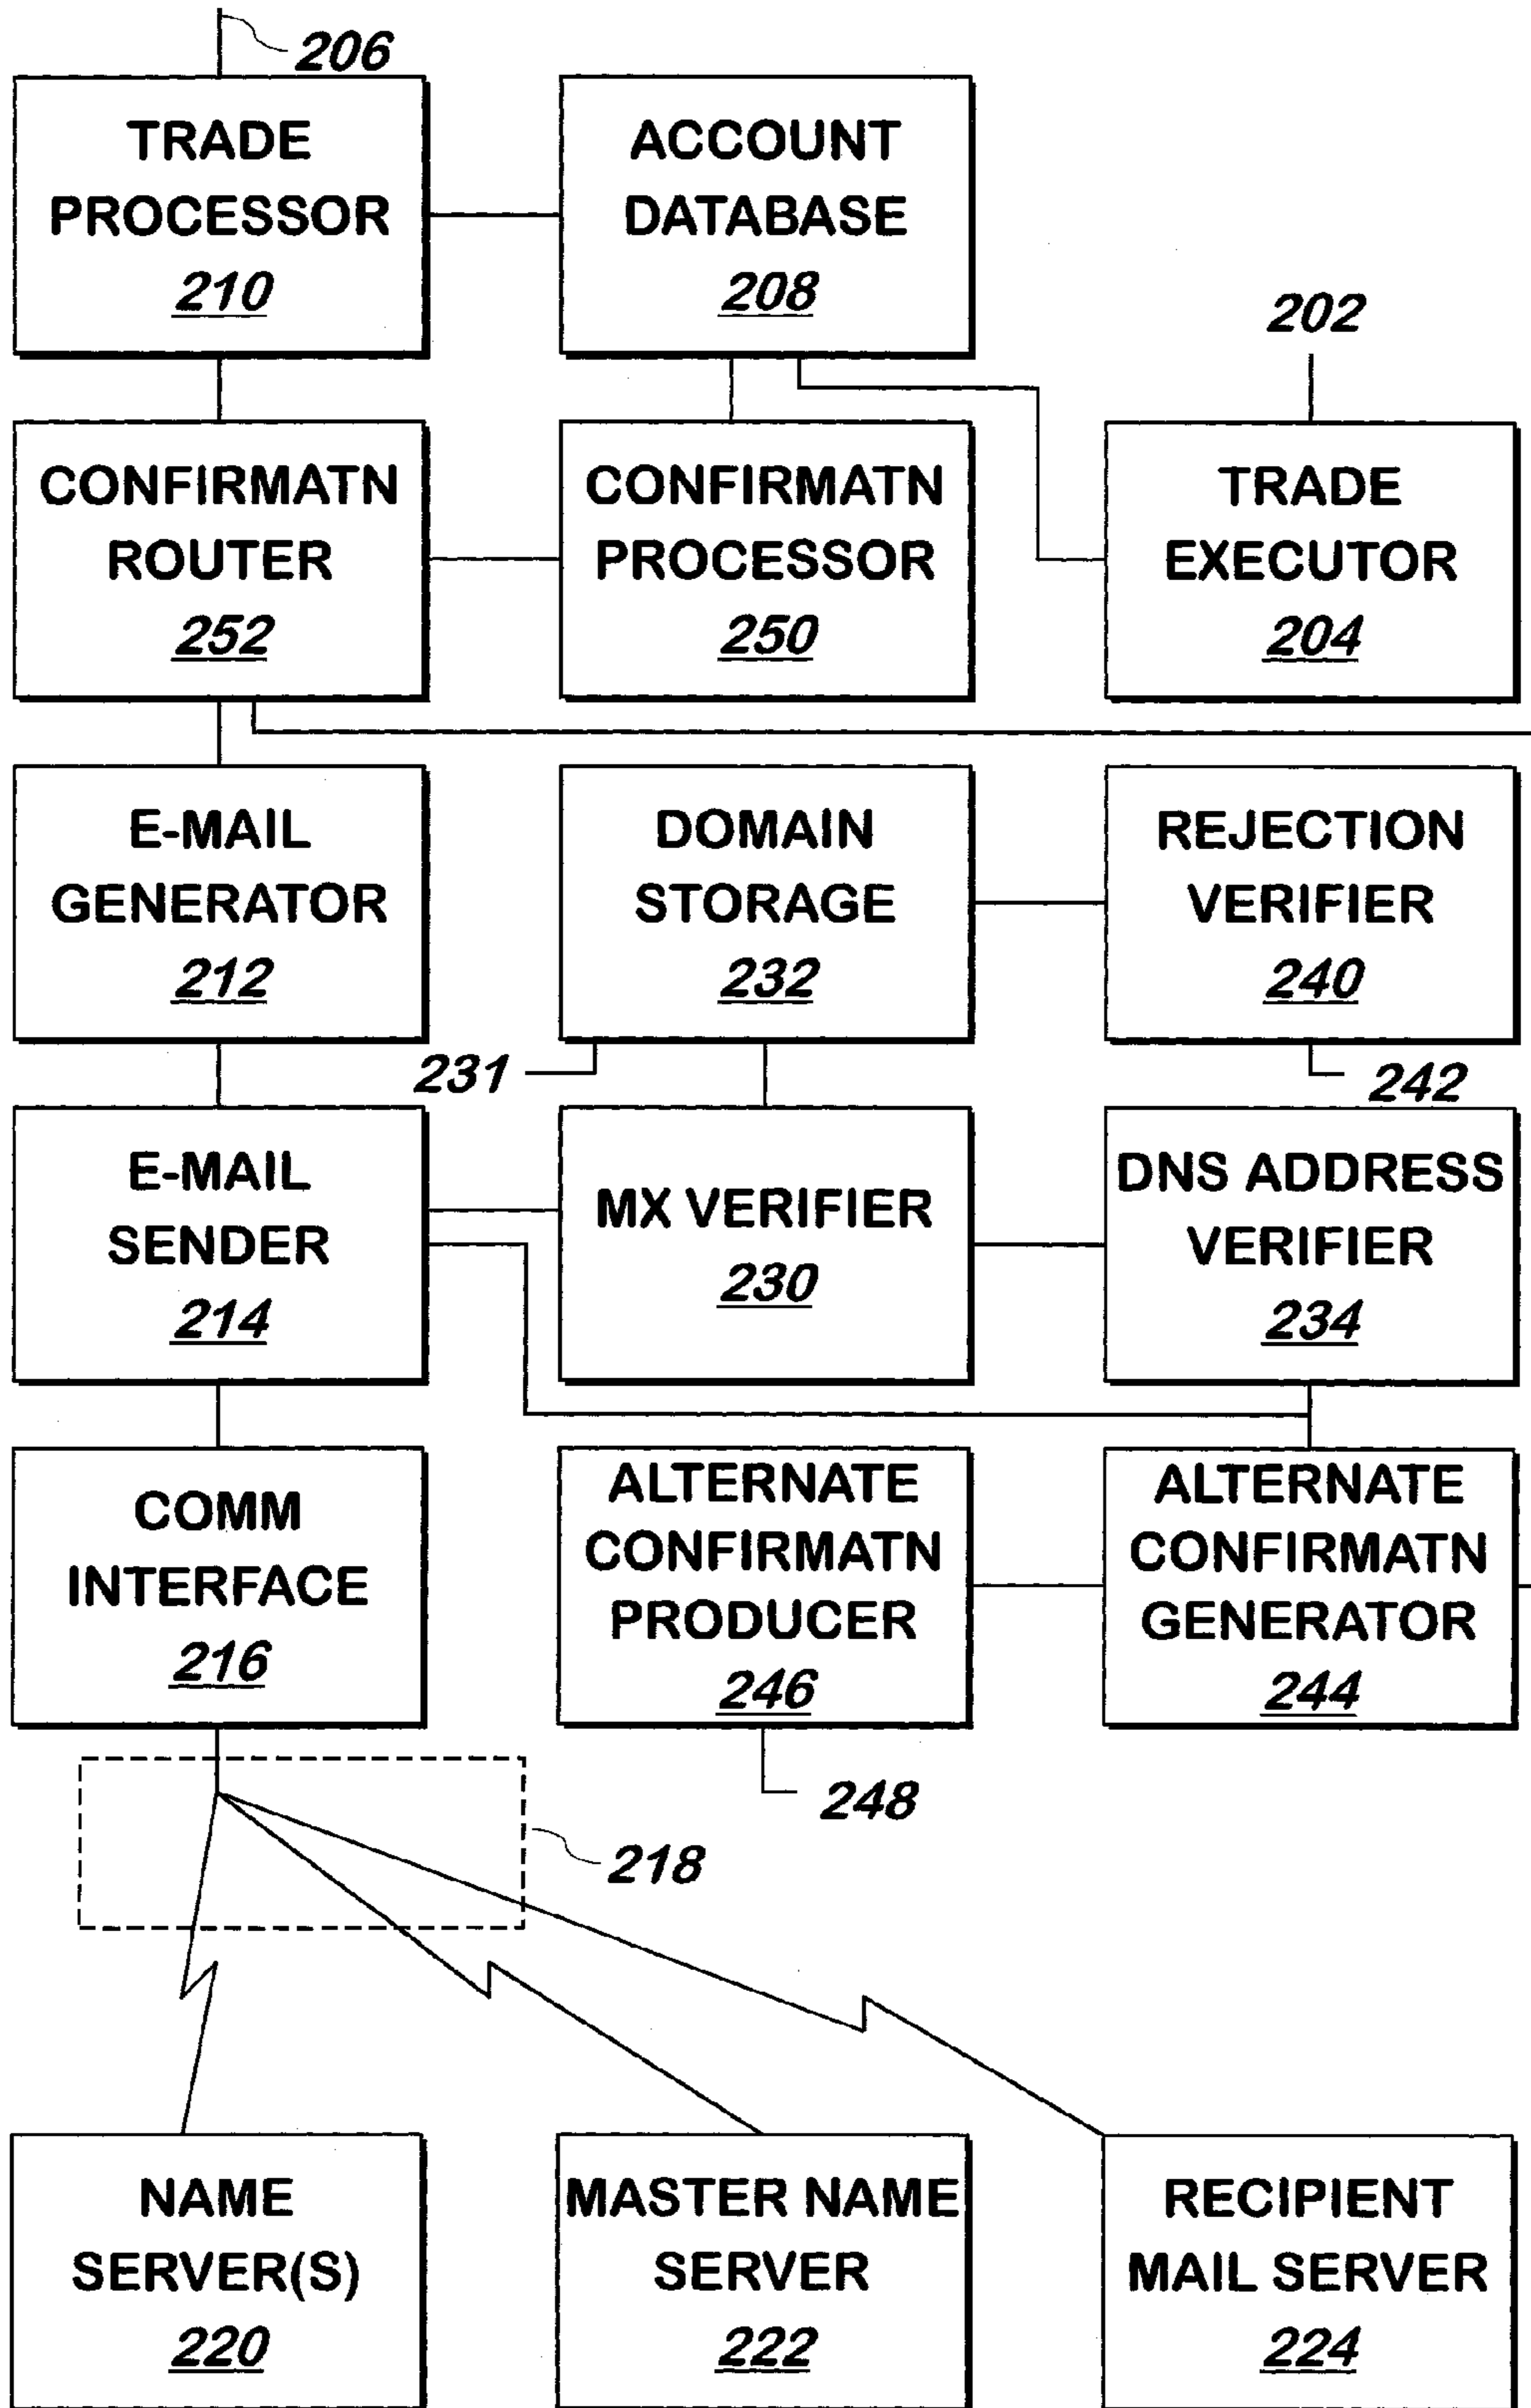 206
TRADE
PROCESSOR
210
ACCOUNT
DATABASE
208
202
CONFIRMATN
ROUTER
252
CONFIRMATN
PROCESSOR
250
TRADE
EXECUTOR
204
E-MAIL
GENERATOR
212
DOMAIN
STORAGE
232
REJECTION
VERIFIER
240
231
242
E-MAIL
SENDER
214
MX VERIFIER
230
DNS ADDRESS
VERIFIER
234
COMM
INTERFACE
216
ALTERNATE
CONFIRMATN
PRODUCER
246
ALTERNATE
CONFIRMATN
GENERATOR
244
248
218
NAME
SERVER(S)
220
MASTER NAME
SERVER
222
RECIPIENT
MAIL SERVER
224